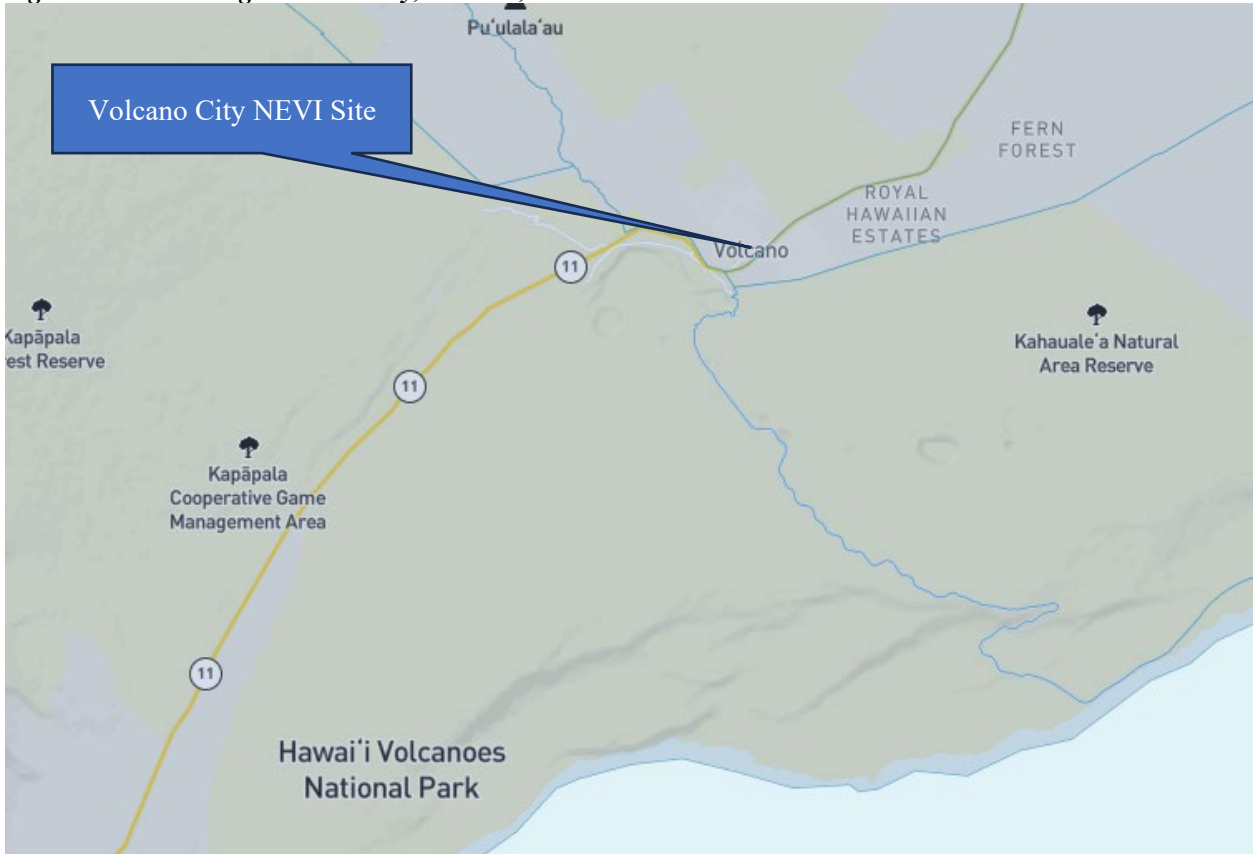 Pu‘ulala‘au
Volcano City NEVI Site
FERN
FOREST
ROYAL
HAWAIIAN
ESTATES
Volcano
11
Kapāpala
est Reserve
Kahauale‘a Natural
Area Reserve
11
Kapāpala
Cooperative Game
Management Area
11
Hawai‘i Volcanoes
National Park